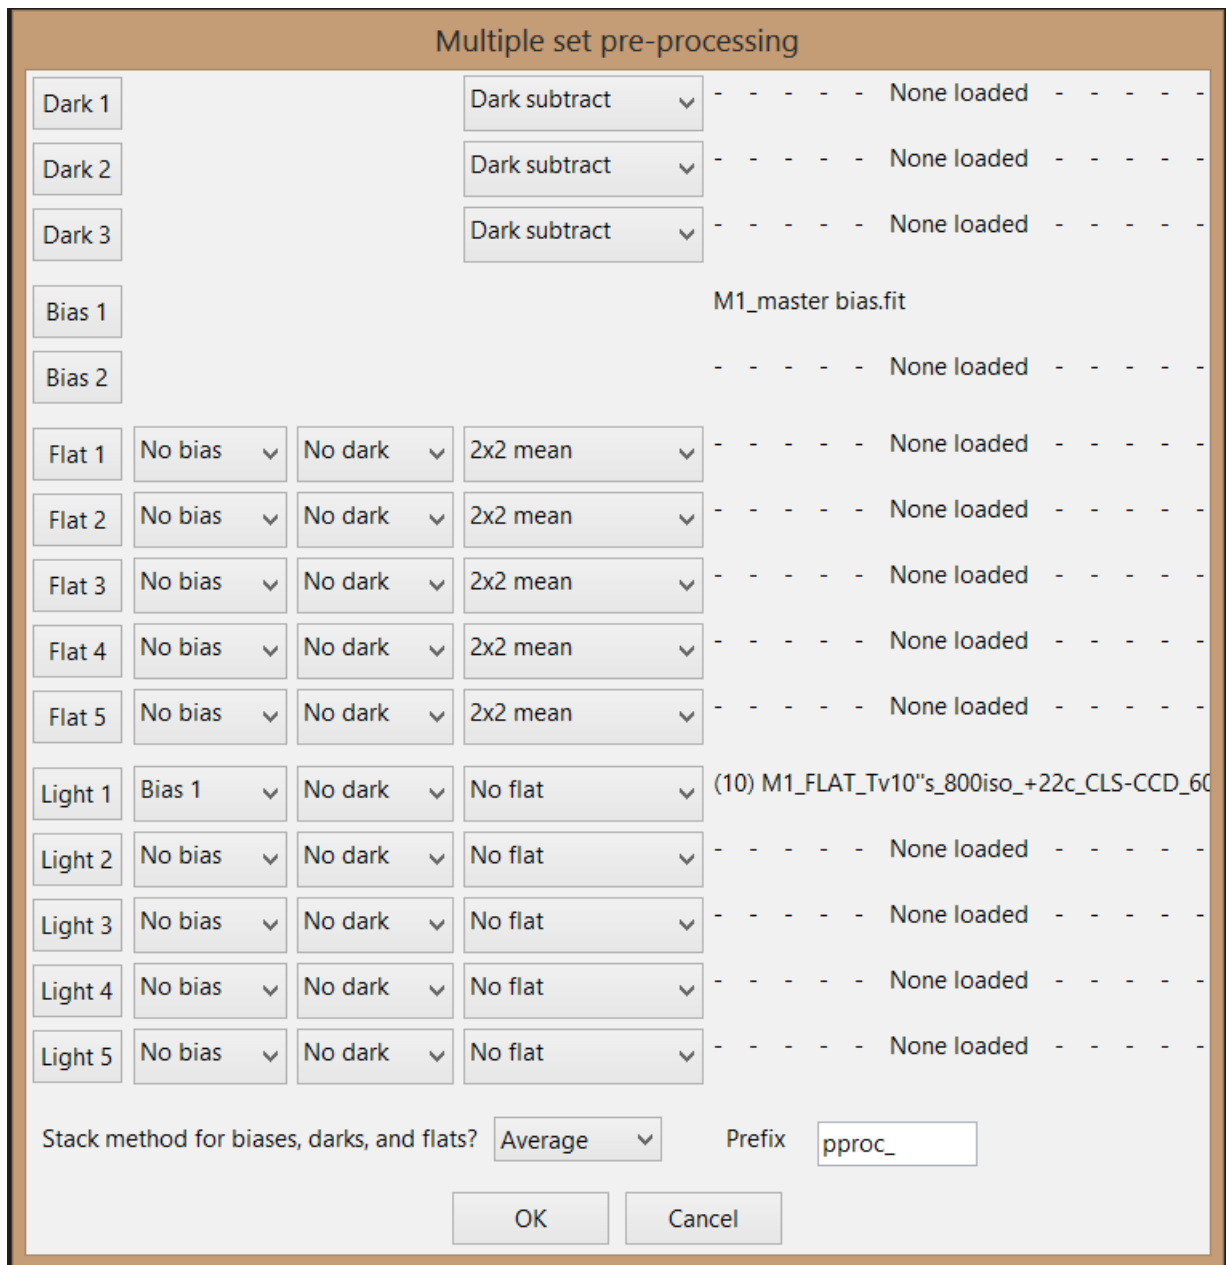 Multiple set pre-processing
Dark 1 Dark subtract - - - - - None loaded - - - - -
Dark 2 Dark subtract - - - - - None loaded - - - - -
Dark 3 Dark subtract - - - - - None loaded - - - - -
Bias 1 M1_master bias.fit
Bias 2 - - - - - None loaded - - - - -
Flat 1 No bias No dark 2x2 mean - - - - - None loaded - - - - -
Flat 2 No bias No dark 2x2 mean - - - - - None loaded - - - - -
Flat 3 No bias No dark 2x2 mean - - - - - None loaded - - - - -
Flat 4 No bias No dark 2x2 mean - - - - - None loaded - - - - -
Flat 5 No bias No dark 2x2 mean - - - - - None loaded - - - - -
Light 1 Bias 1 No dark No flat (10) M1_FLAT_Tv10"s_800iso_+22c_CLS-CCD_60
Light 2 No bias No dark No flat - - - - - None loaded - - - - -
Light 3 No bias No dark No flat - - - - - None loaded - - - - -
Light 4 No bias No dark No flat - - - - - None loaded - - - - -
Light 5 No bias No dark No flat - - - - - None loaded - - - - -
Stack method for biases, darks, and flats? Average Prefix pproc_
OK Cancel